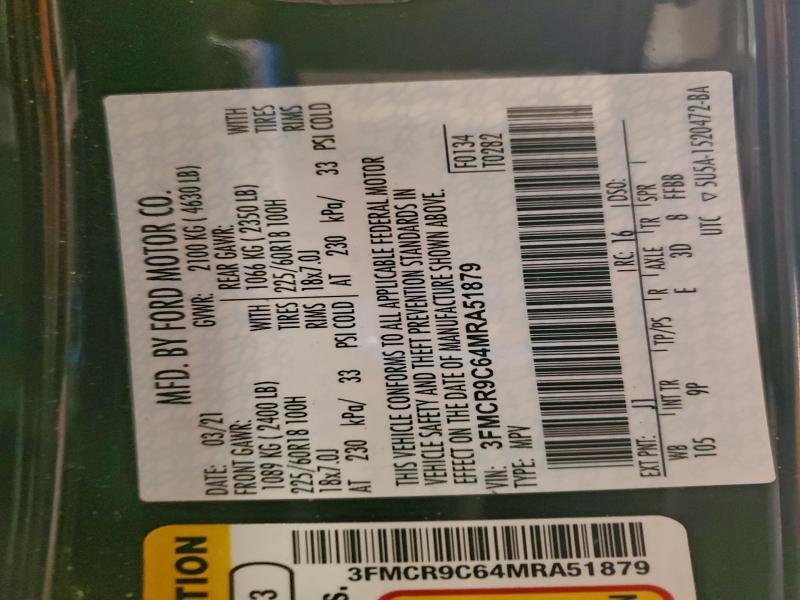 MFD. BY FORD MOTOR CO.
DATE: 03/21 GVWR: 2100 KG ( 4630 LB)
FRONT GAWR: REAR GAWR:
1089 KG ( 2400 LB) WITH 1066 KG ( 2350 LB) WITH
225/60R18 100H TIRES 225/60R18 100H TIRES
18x7.0J RIMS 18x7.0J RIMS
AT 230 kPa/ 33 PSI COLD AT 230 kPa/ 33 PSI COLD
THIS VEHICLE CONFORMS TO ALL APPLICABLE FEDERAL MOTOR
VEHICLE SAFETY AND THEFT PREVENTION STANDARDS IN
EFFECT ON THE DATE OF MANUFACTURE SHOWN ABOVE.
VIN: 3FMCR9C64MRA51879
TYPE: MPV
F0134
T0282
EXT PNT: J1 RC: 16 DSO:
WB INT TR TP/PS R AXLE TR SPR
105 9P E 3D 8 FFBB
UTC ▽ 5U5A-1520472-BA
TION
3
S.
3FMCR9C64MRA51879
N